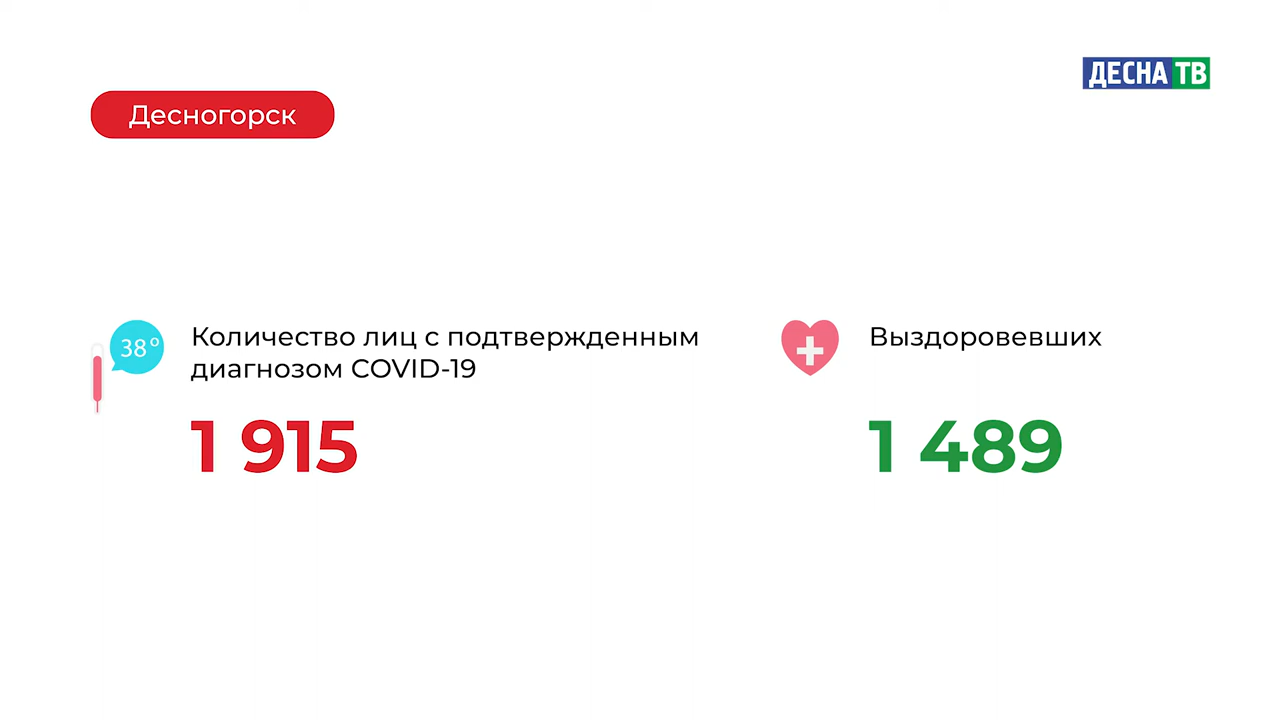 ДЕСНА ТВ
Десногорск
38°
Количество лиц с подтвержденным
диагнозом COVID-19
1 915
Выздоровевших
1 489